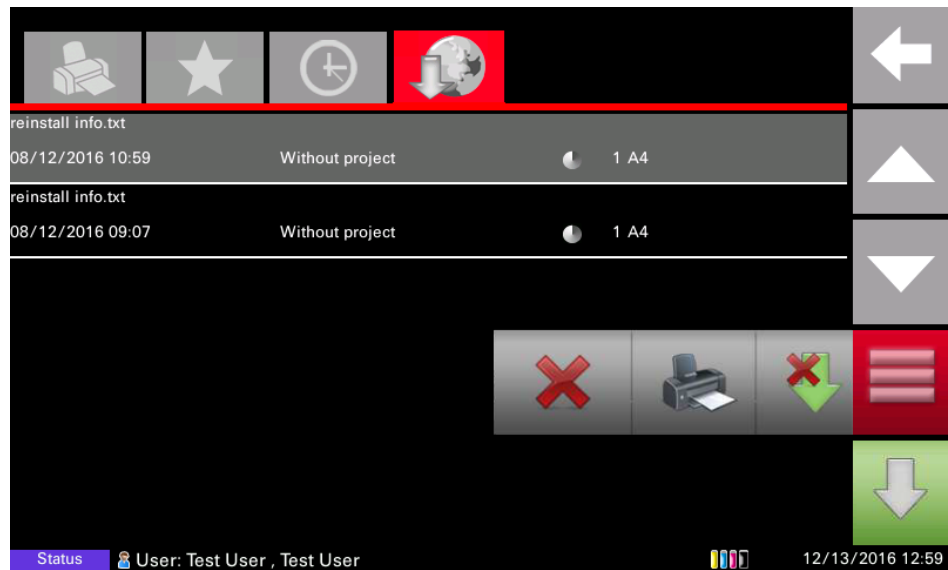 reinstall info.txt
08/12/2016 10:59 Without project 1 A4
reinstall info.txt
08/12/2016 09:07 Without project 1 A4
Status User: Test User , Test User 12/13/2016 12:59